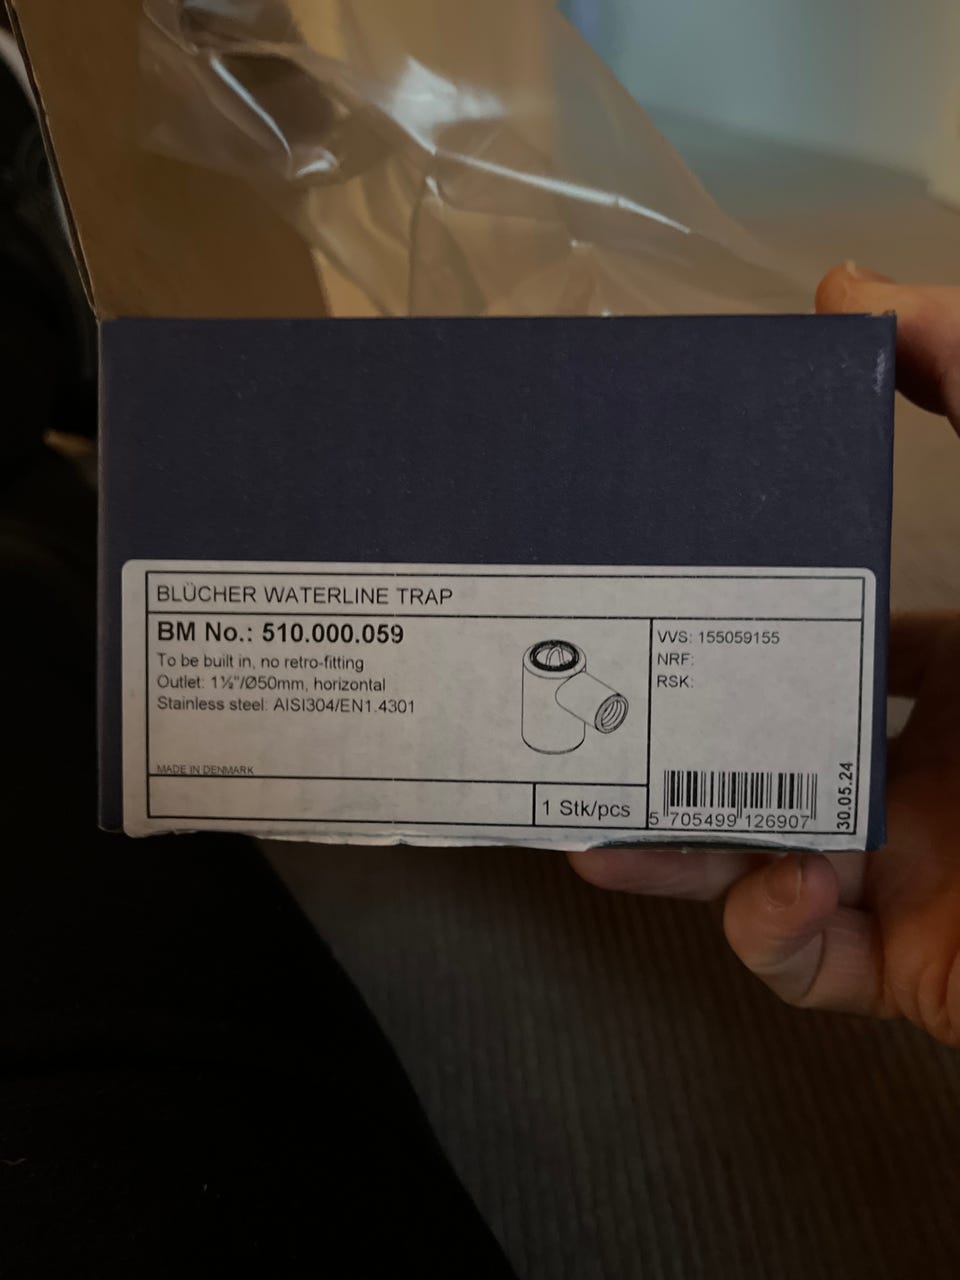 BLÜCHER WATERLINE TRAP
BM No.: 510.000.059
To be built in, no retro-fitting
Outlet: 1½"/Ø50mm, horizontal
Stainless steel: AISI304/EN1.4301
MADE IN DENMARK
1 Stk/pcs
VVS: 155059155
NRF:
RSK:
5 705499 126907
30.05.24